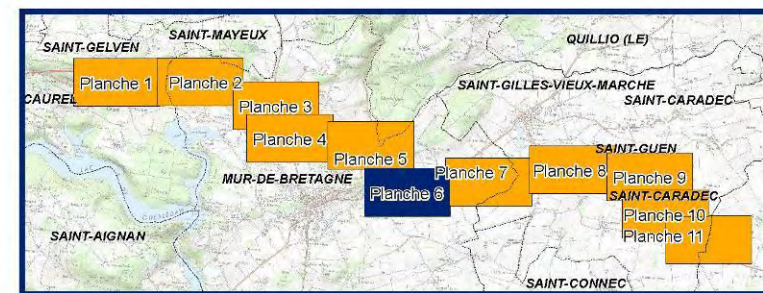 SAINT-MAYEUX
SAINT-GELVEN
QUILLIO (LE)
Planche 1
Planche 2
SAINT-GILLES-VIEUX-MARCHE
CAUREL
Planche 3
SAINT-CARADEC
Planche 4
SAINT-GUEN
Planche 5
Planche 7
Planche 8
Planche 9
MUR-DE-BRETAGNE
Planche 6
SAINT-CARADEC
Planche 10
SAINT-AIGNAN
Planche 11
SAINT-CONNEC